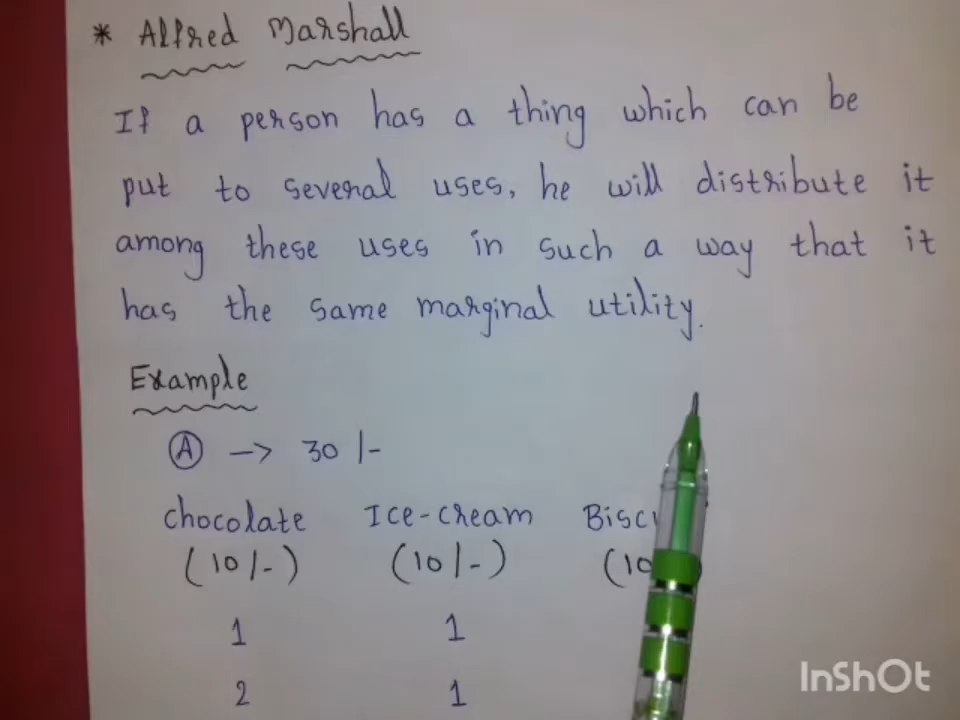 * Alfred Marshall
If a person has a thing which can be
put to several uses, he will distribute it
among these uses in such a way that it
has the same marginal utility.
Example
A -> 30/-
chocolate Ice-cream
(10/-) (10/-) (10
1 1
2 1
InShOt